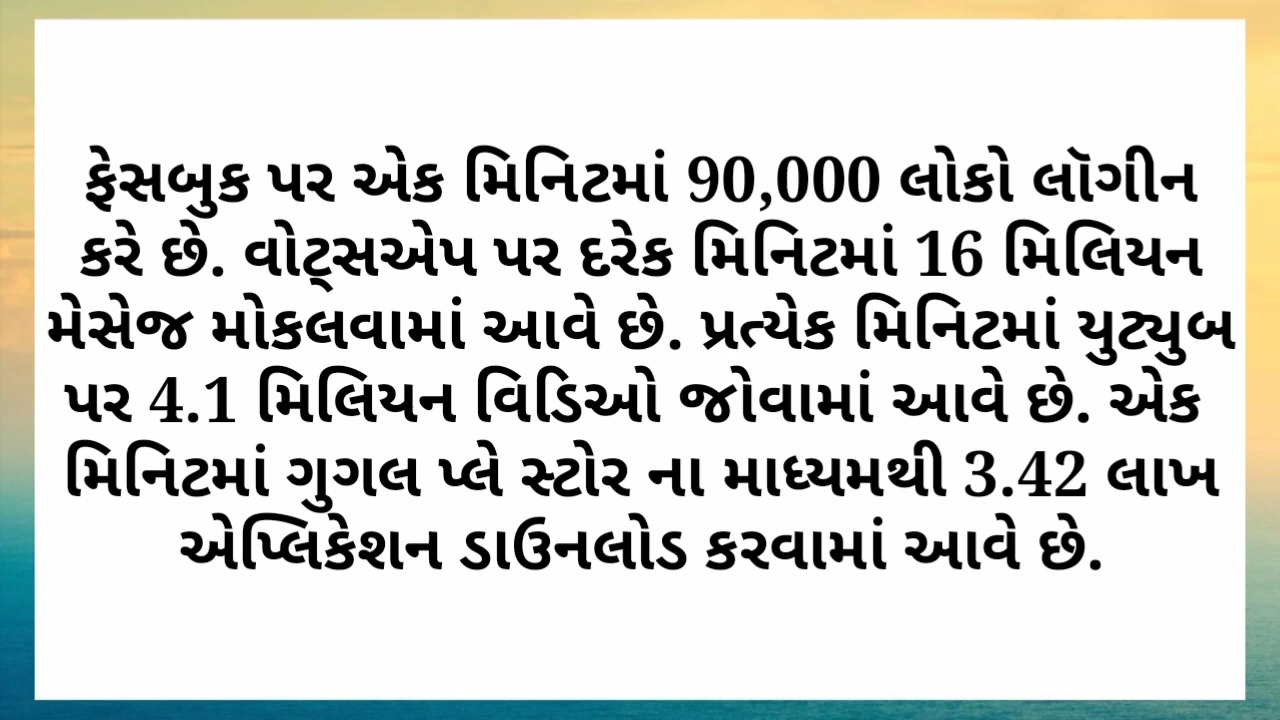 ફેસબુક પર એક મિનિટમાં 90,000 લોકો લૉગીન
કરે છે. વોટ્સએપ પર દરેક મિનિટમાં 16 મિલિયન
મેસેજ મોકલવામાં આવે છે. પ્રત્યેક મિનિટમાં યુટ્યુબ
પર 4.1 મિલિયન વિડિઓ જોવામાં આવે છે. એક
મિનિટમાં ગુગલ પ્લે સ્ટોર ના માધ્યમથી 3.42 લાખ
એપ્લિકેશન ડાઉનલોડ કરવામાં આવે છે.